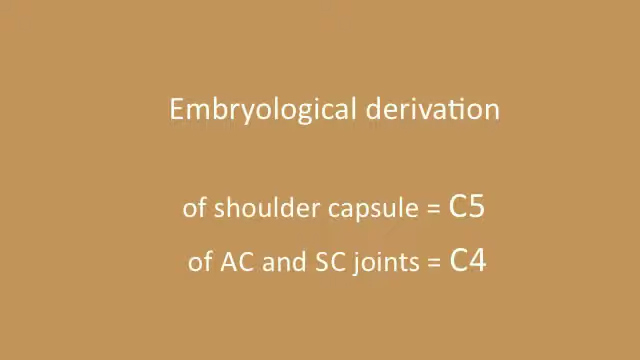 Embryological derivation
of shoulder capsule = C5
of AC and SC joints = C4